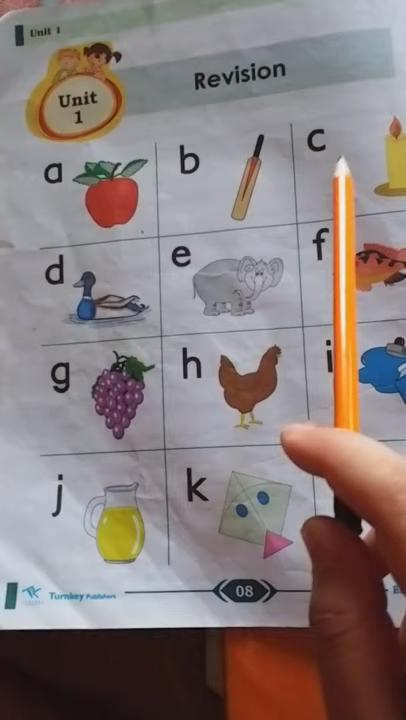 Unit 1
Unit
1
Revision
a
b
c
d
e
f
g
h
i
j
k
Turnkey Publishers
08